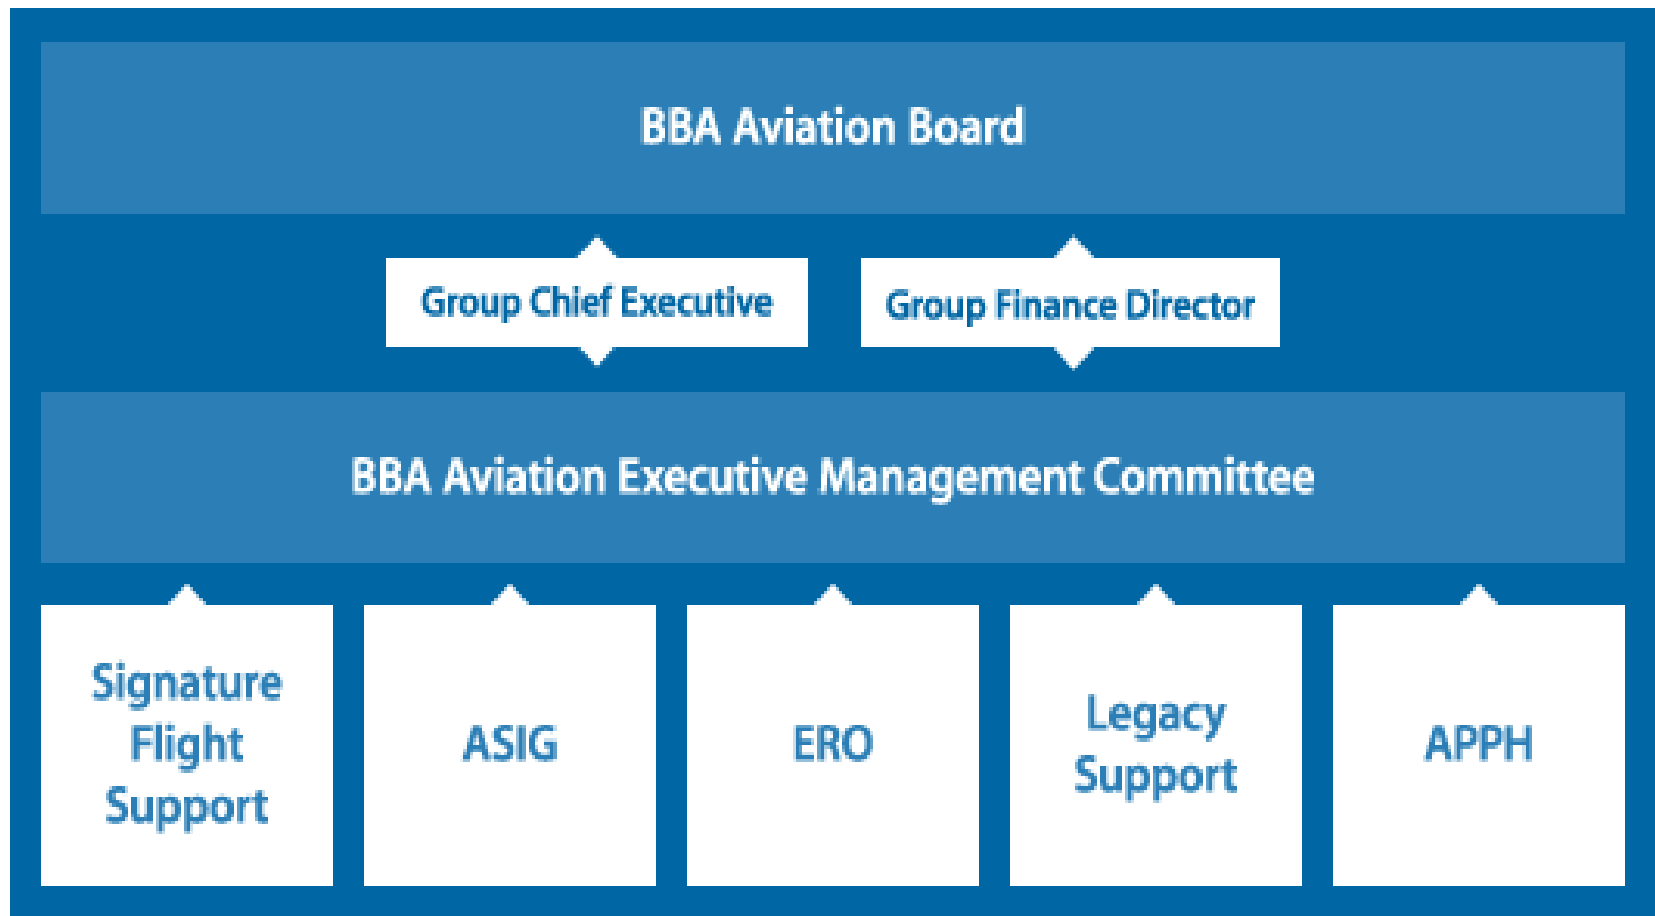 BBA Aviation Board
Group Chief Executive
Group Finance Director
BBA Aviation Executive Management Committee
Signature
Flight
Support
ASIG
ERO
Legacy
Support
APPH